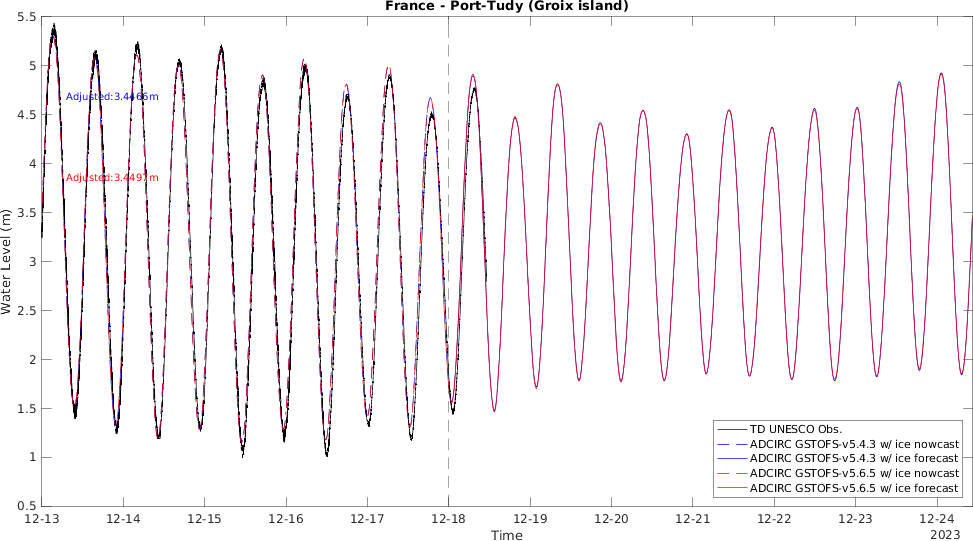 France - Port-Tudy (Groix island)
5.5
5
4.5
4
3.5
3
2.5
2
1.5
1
0.5
Water Level (m)
Adjusted:3.4466m
Adjusted:3.4497m
TD UNESCO Obs.
ADCIRC GSTOFS-v5.4.3 w/ ice nowcast
ADCIRC GSTOFS-v5.4.3 w/ ice forecast
ADCIRC GSTOFS-v5.6.5 w/ ice nowcast
ADCIRC GSTOFS-v5.6.5 w/ ice forecast
12-13 12-14 12-15 12-16 12-17 12-18 12-19 12-20 12-21 12-22 12-23 12-24
Time
2023